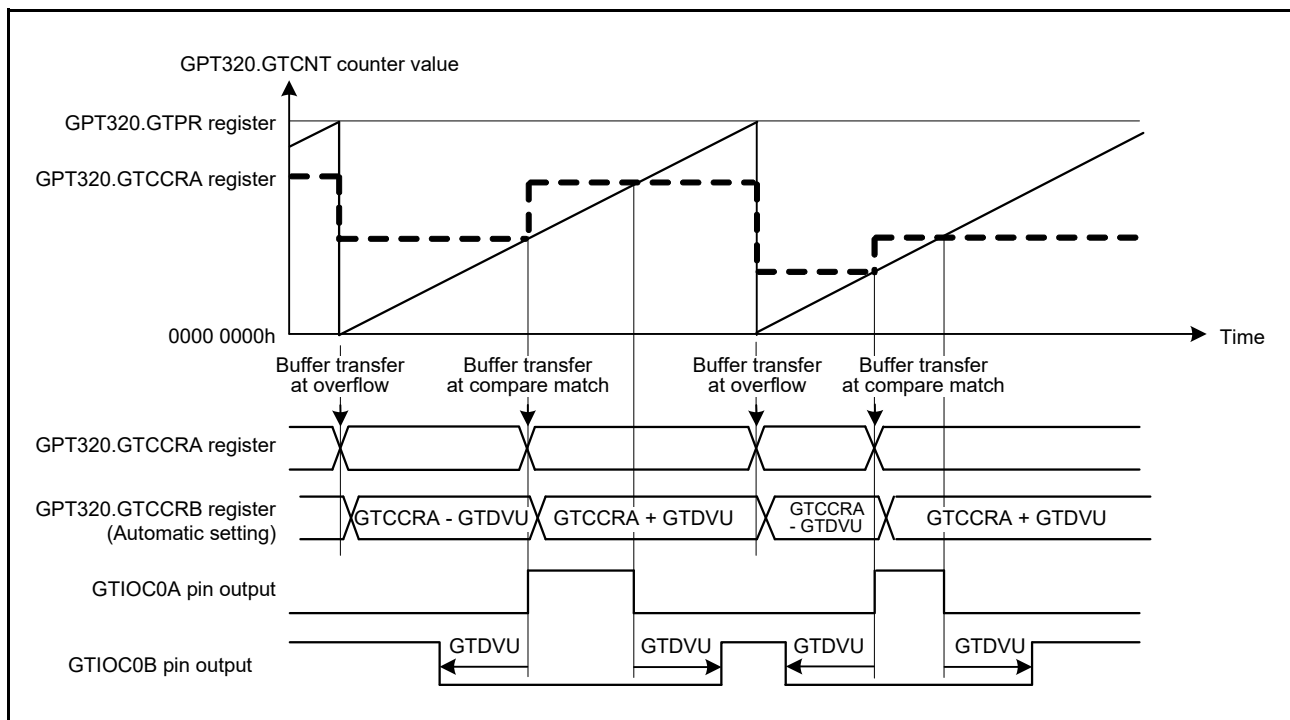 GPT320.GTCNT counter value
GPT320.GTPR register
GPT320.GTCCRA register
0000 0000h
Time
Buffer transfer
at overflow
Buffer transfer
at compare match
Buffer transfer
at overflow
Buffer transfer
at compare match
GPT320.GTCCRA register
GPT320.GTCCRB register
(Automatic setting)
GTCCRA - GTDVU
GTCCRA + GTDVU
GTCCRA
- GTDVU
GTCCRA + GTDVU
GTIOC0A pin output
GTIOC0B pin output
GTDVU
GTDVU
GTDVU
GTDVU